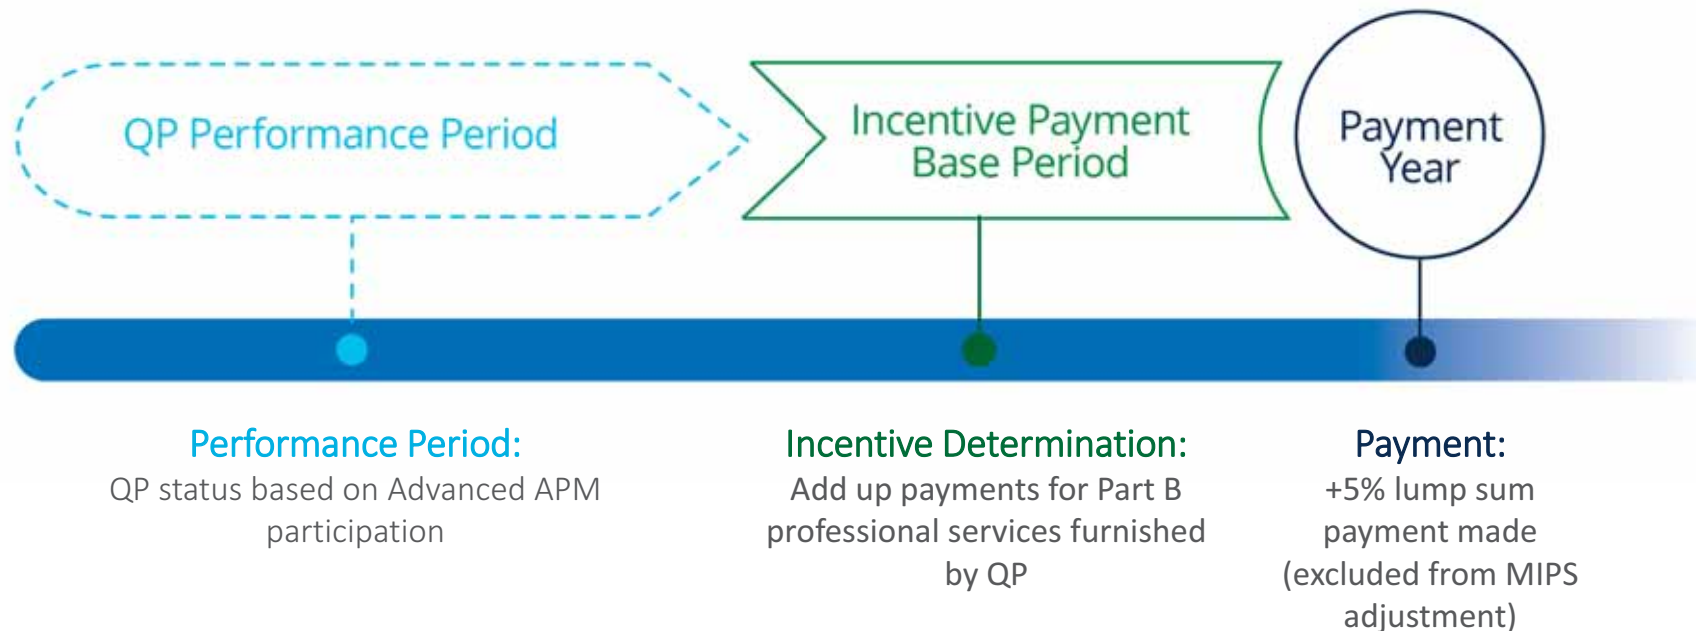 QP Performance Period
Incentive Payment
Base Period
Payment
Year
Performance Period:
QP status based on Advanced APM
participation
Incentive Determination:
Add up payments for Part B
professional services furnished
by QP
Payment:
+5% lump sum
payment made
(excluded from MIPS
adjustment)